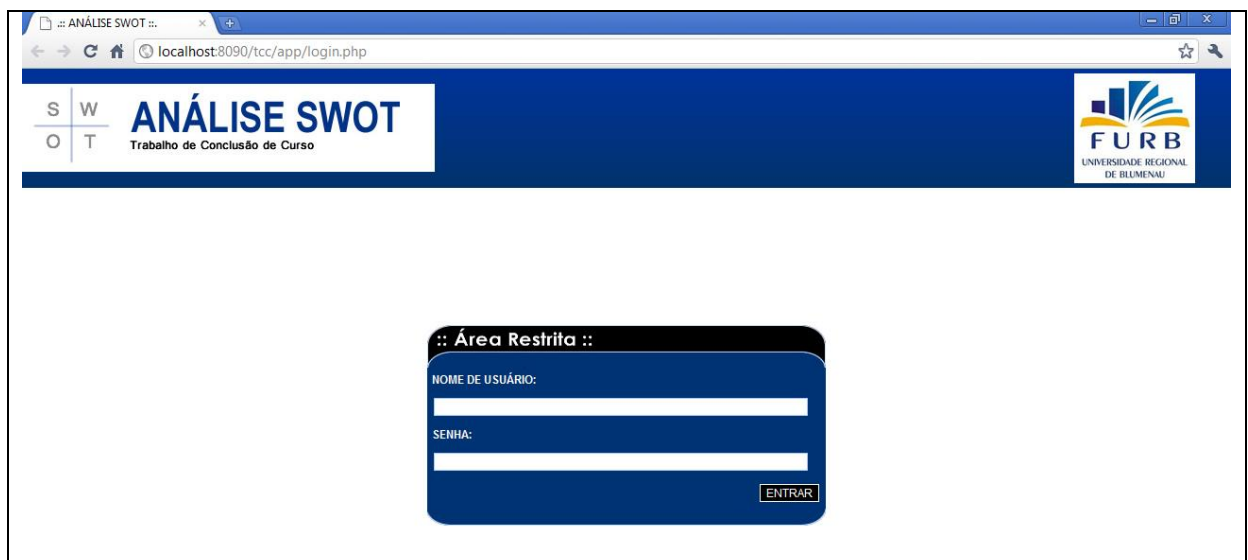 .:: ANÁLISE SWOT ::.
localhost:8090/tcc/app/login.php
S W
O T
ANÁLISE SWOT
Trabalho de Conclusão de Curso
FURB
UNIVERSIDADE REGIONAL
DE BLUMENAU
:: Área Restrita ::
NOME DE USUÁRIO:
SENHA:
ENTRAR